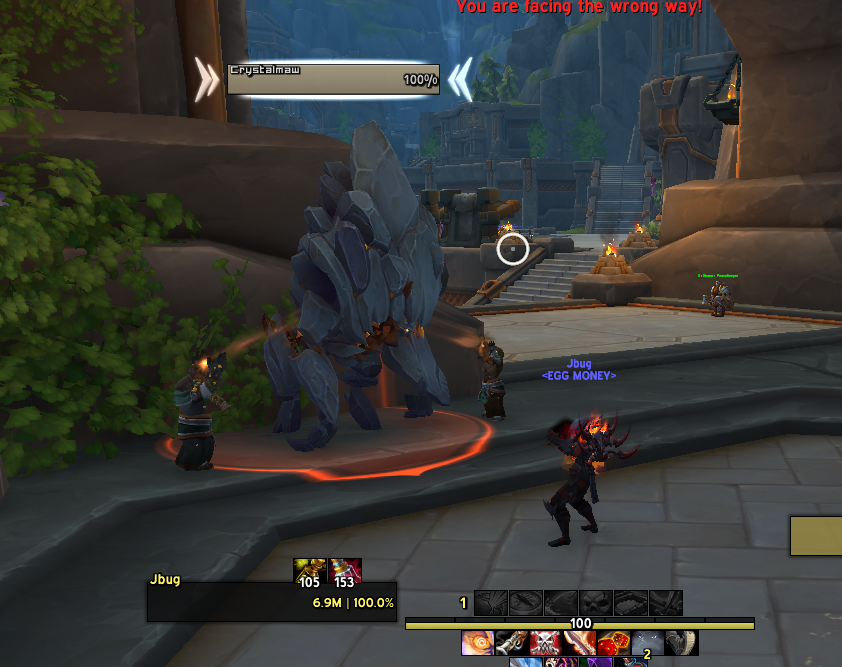 You are facing the wrong way!
Crystalmaw
100%
Jbug
<EGG MONEY>
Jbug
105
153
6.9M | 100.0%
1
100
2